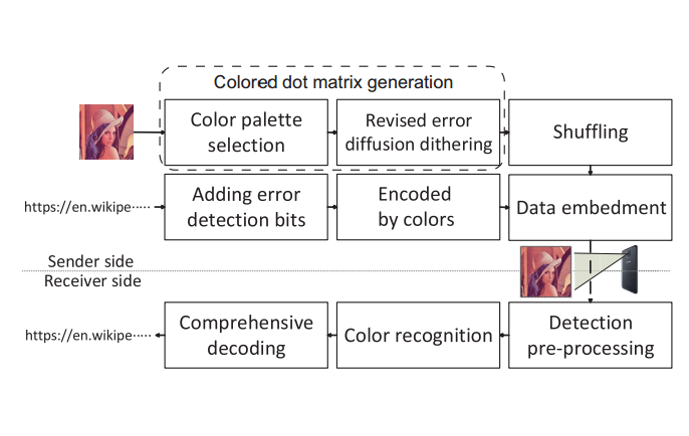 Colored dot matrix generation
Color palette
selection
Revised error
diffusion dithering
Shuffling
https://en.wikipe·····
Adding error
detection bits
Encoded
by colors
Data embedment
Sender side
Receiver side
https://en.wikipe·····
Comprehensive
decoding
Color recognition
Detection
pre-processing